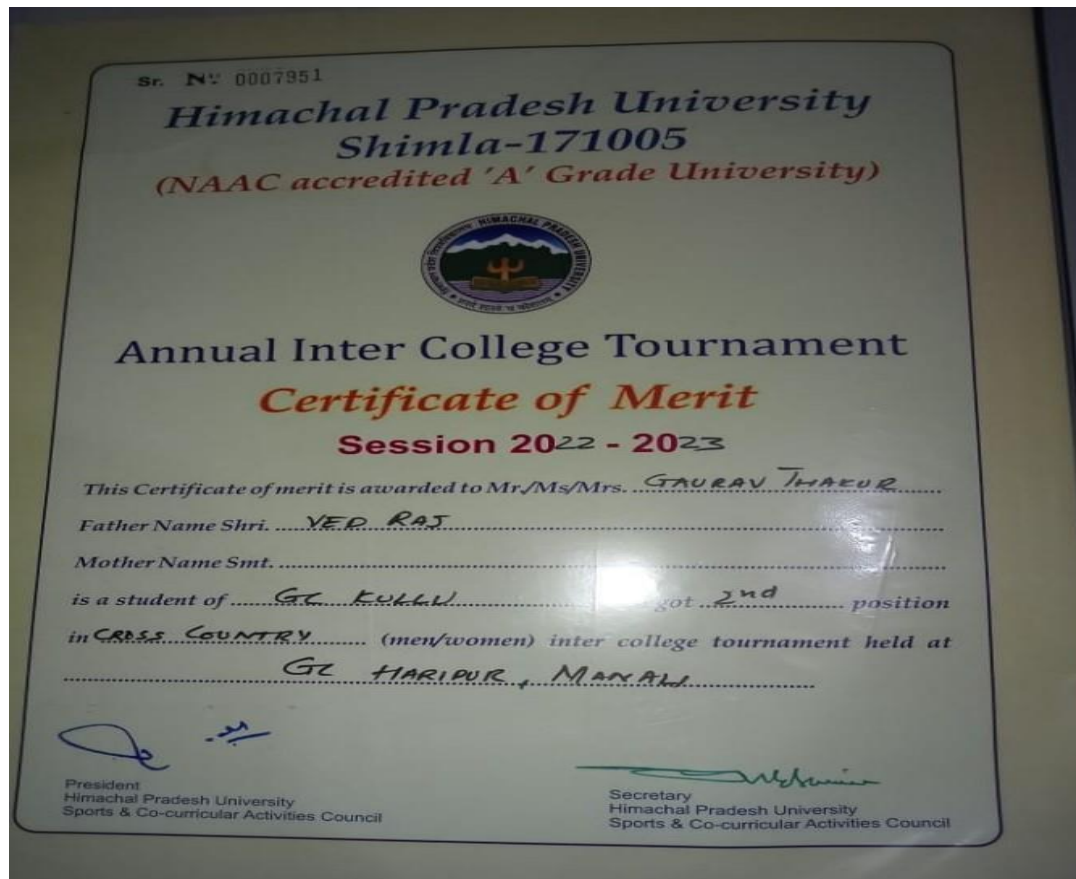 Sr. Nº 0007951
Himachal Pradesh University
Shimla-171005
(NAAC accredited 'A' Grade University)
HIMACHAL PRADESH UNIVERSITY
Annual Inter College Tournament
Certificate of Merit
Session 2022 - 2023
This Certificate of merit is awarded to Mr./Ms/Mrs. GAURAV THAKUR
Father Name Shri. VED RAJ
Mother Name Smt.
is a student of GC KULLU got 2nd position
in CROSS COUNTRY (men/women) inter college tournament held at
GC HARIPUR, MANALI
President
Himachal Pradesh University
Sports & Co-curricular Activities Council
Secretary
Himachal Pradesh University
Sports & Co-curricular Activities Council